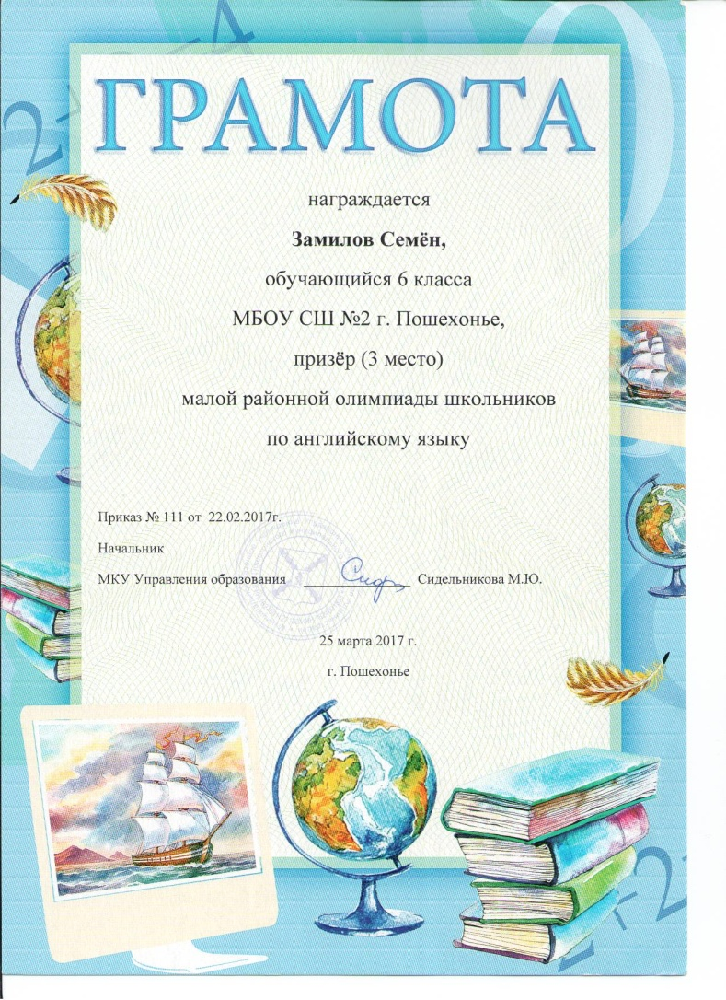 ГРАМОТА
награждается
Замилов Семён,
обучающийся 6 класса
МБОУ СШ №2 г. Пошехонье,
призёр (3 место)
малой районной олимпиады школьников
по английскому языку
Приказ № 111 от 22.02.2017г.
Начальник
МКУ Управления образования ______________ Сидельникова М.Ю.
25 марта 2017 г.
г. Пошехонье